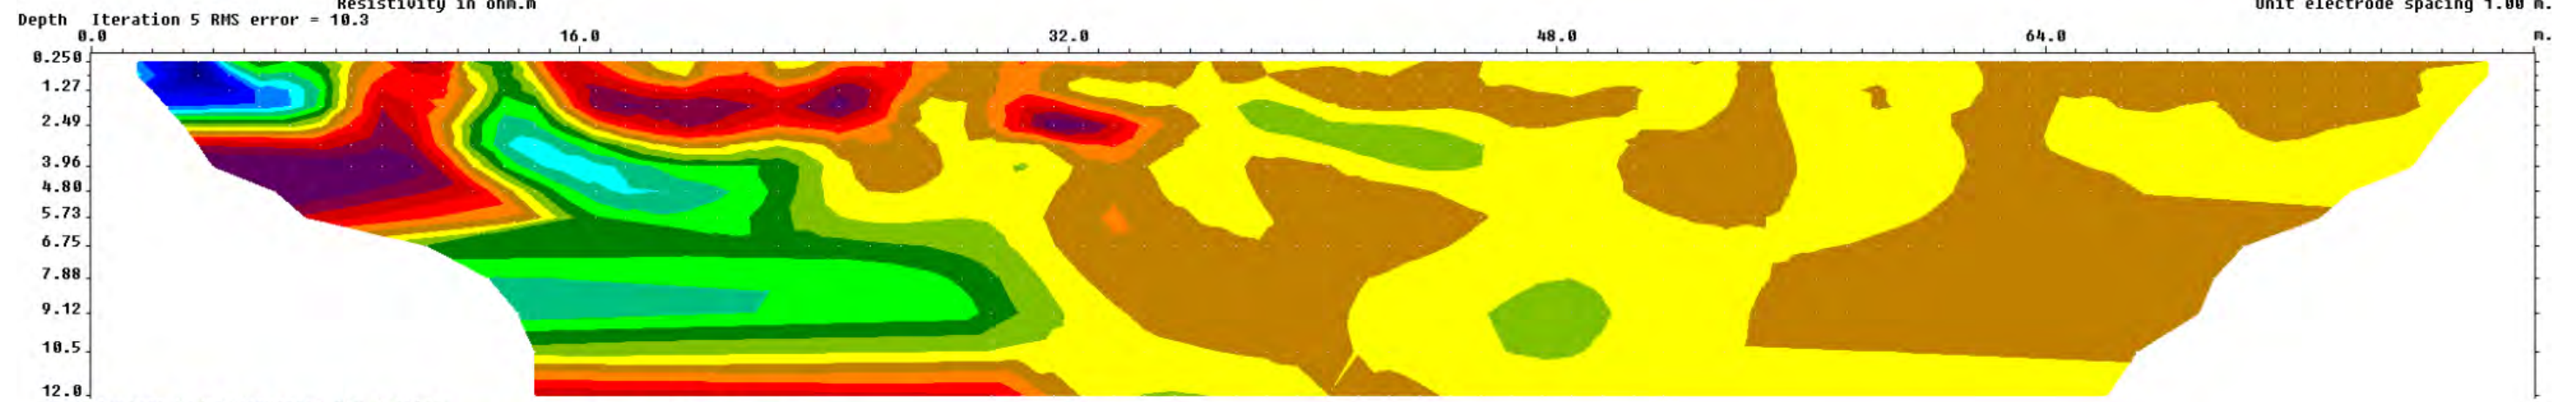 Resistivity in ohm.m
Unit electrode spacing 1.00 m.
Depth Iteration 5 RMS error = 10.3
0.0 16.0 32.0 48.0 64.0 m.
0.250
1.27
2.49
3.96
4.80
5.73
6.75
7.88
9.12
10.5
12.0